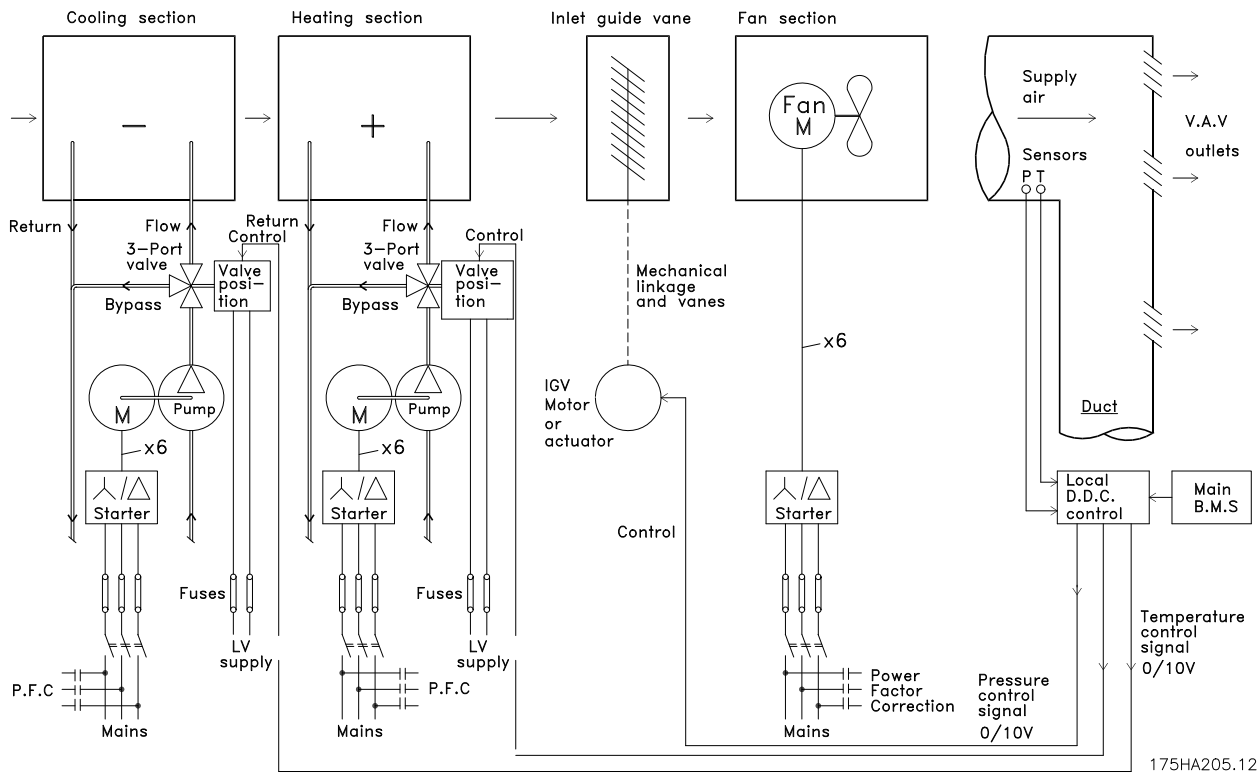 Cooling section
Heating section
Inlet guide vane
Fan section
Fan
M
Supply
air
V.A.V
outlets
Sensors
P T
Return
Flow
Return
Control
3-Port
valve
Valve
posi-
tion
Bypass
Flow
Control
3-Port
valve
Valve
posi-
tion
Bypass
Mechanical
linkage
and vanes
x6
M
Pump
M
Pump
IGV
Motor
or
actuator
Duct
x6
x6
Starter
Starter
Starter
Local
D.D.C.
control
Main
B.M.S
Control
Fuses
Fuses
LV
supply
LV
supply
Temperature
control
signal
0/10V
P.F.C
P.F.C
Power
Factor
Correction
Pressure
control
signal
0/10V
Mains
Mains
Mains
175HA205.12